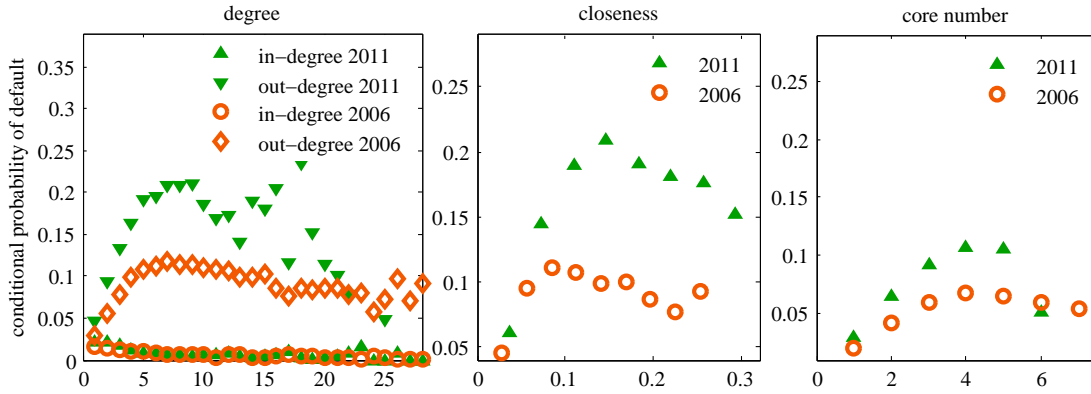 degree
closeness
core number
conditional probability of default
0.35
0.3
0.25
0.2
0.15
0.1
0.05
0
in−degree 2011
out−degree 2011
in−degree 2006
out−degree 2006
0 5 10 15 20 25
0.25
0.2
0.15
0.1
0.05
2011
2006
0 0.1 0.2 0.3
0.25
0.2
0.15
0.1
0.05
2011
2006
0 2 4 6